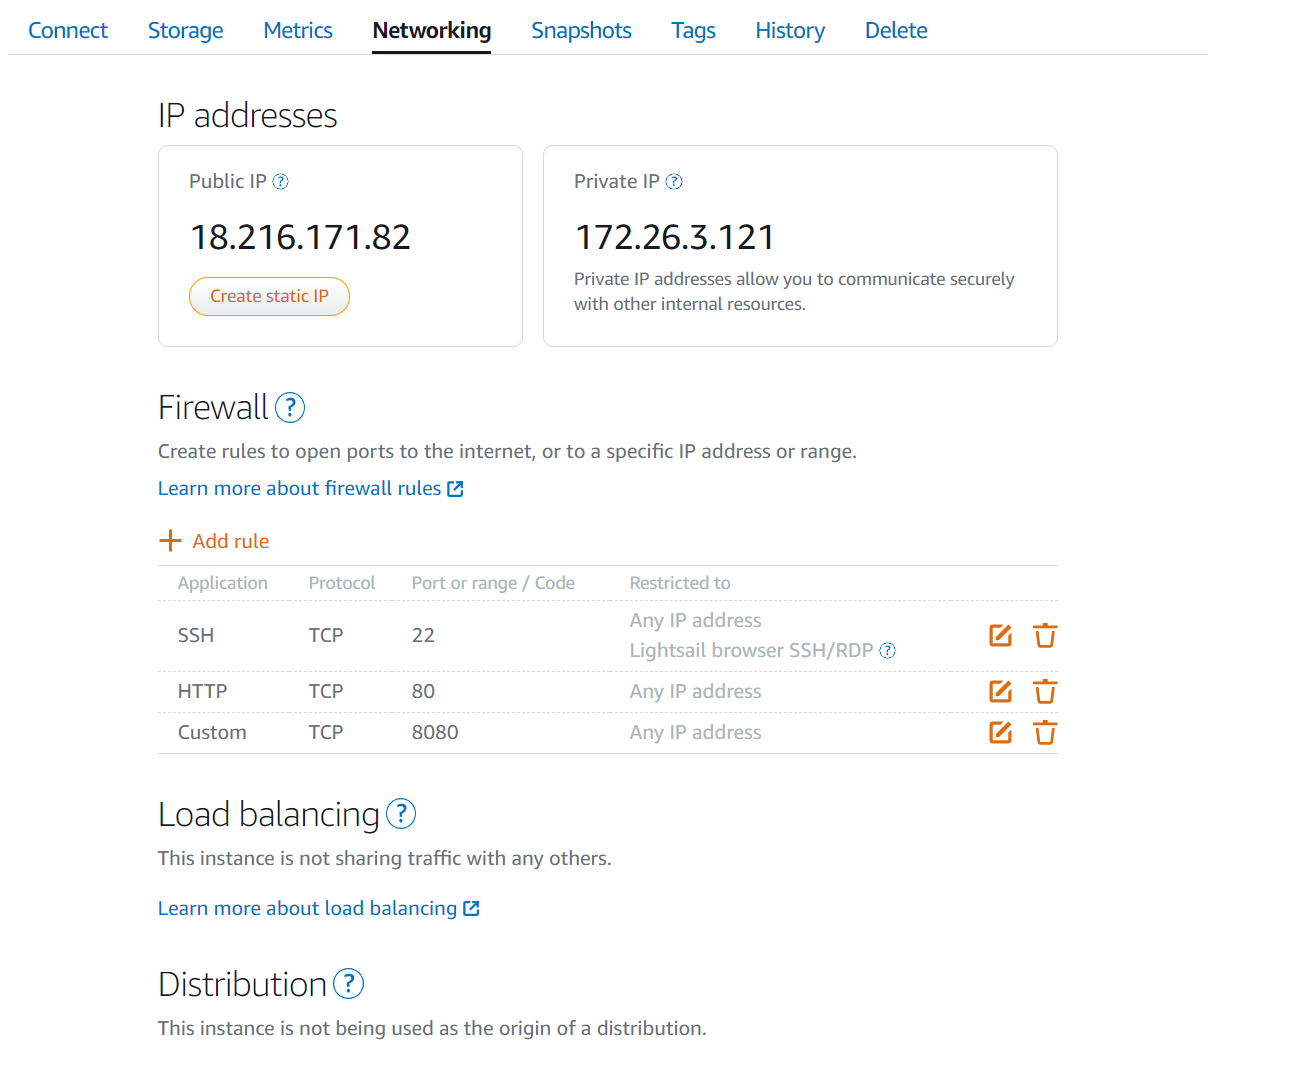 Connect Storage Metrics Networking Snapshots Tags History Delete
IP addresses
Public IP ?
18.216.171.82
Create static IP
Private IP ?
172.26.3.121
Private IP addresses allow you to communicate securely
with other internal resources.
Firewall ?
Create rules to open ports to the internet, or to a specific IP address or range.
Learn more about firewall rules
+ Add rule
Application Protocol Port or range / Code Restricted to
SSH TCP 22 Any IP address
Lightsail browser SSH/RDP ?
HTTP TCP 80 Any IP address
Custom TCP 8080 Any IP address
Load balancing ?
This instance is not sharing traffic with any others.
Learn more about load balancing
Distribution ?
This instance is not being used as the origin of a distribution.